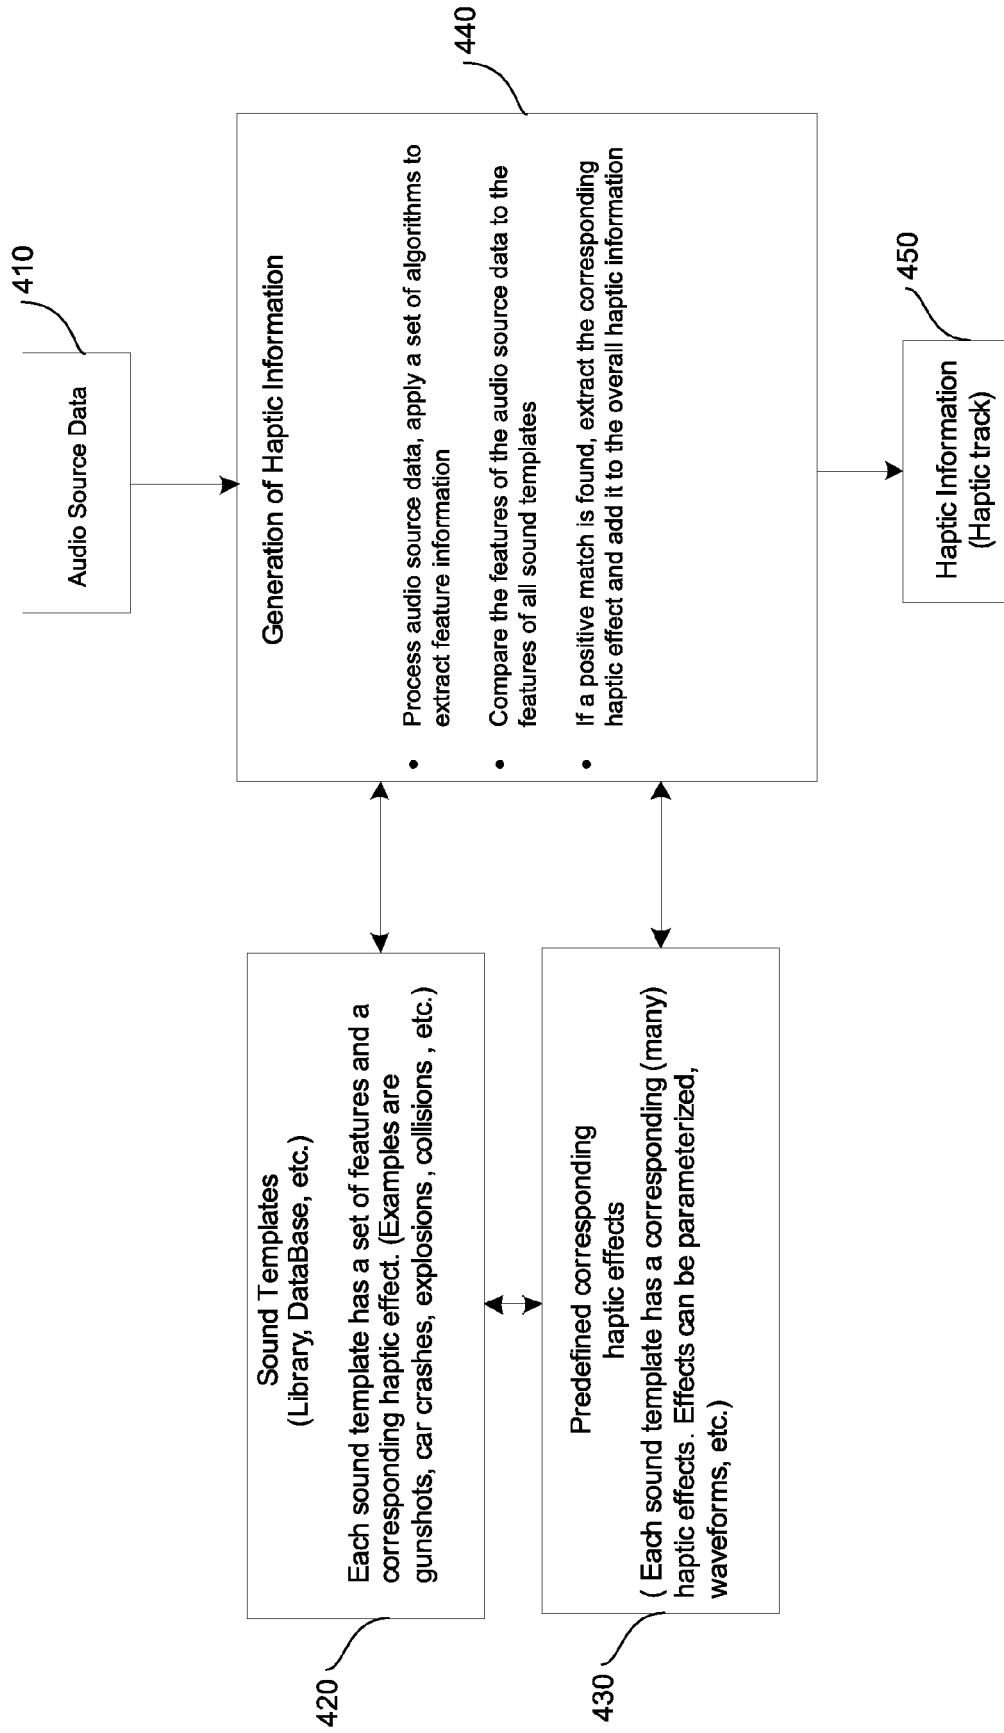 410
Audio Source Data
440
Generation of Haptic Information
• Process audio source data, apply a set of algorithms to
extract feature information
• Compare the features of the audio source data to the
features of all sound templates
• If a positive match is found, extract the corresponding
haptic effect and add it to the overall haptic information
450
Haptic Information
(Haptic track)
Sound Templates
(Library, DataBase, etc.)
Each sound template has a set of features and a
corresponding haptic effect. (Examples are
gunshots, car crashes, explosions , collisions , etc.)
420
Predefined corresponding
haptic effects
( Each sound template has a corresponding (many)
haptic effects. Effects can be parameterized,
waveforms, etc.)
430